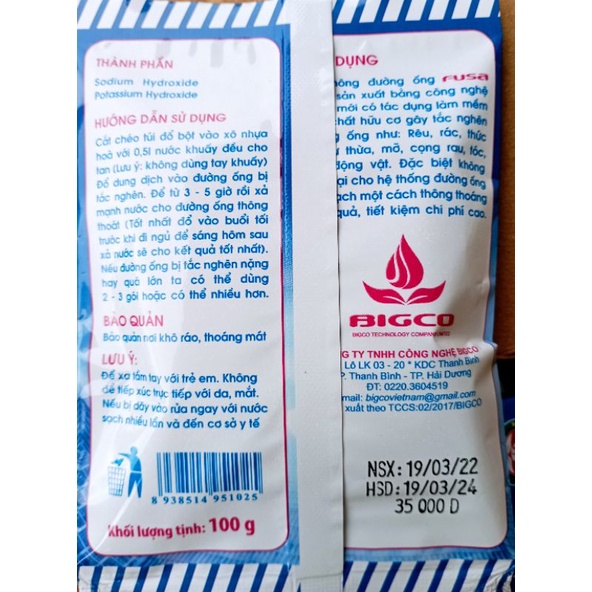 THÀNH PHẦN
Sodium Hydroxide
Potassium Hydroxide
HƯỚNG DẪN SỬ DỤNG
Cắt chéo túi đổ bột vào xô nhựa
hoà với 0,5l nước khuấy đều cho
tan (Lưu ý: không dùng tay khuấy)
Đổ dung dịch vào đường ống bị
tắc nghẽn. Để từ 3 - 5 giờ rồi xả
mạnh nước cho đường ống thông
thoát (Tốt nhất đổ vào buổi tối
trước khi đi ngủ để sáng hôm sau
xả nước sẽ cho kết quả tốt nhất).
Nếu đường ống bị tắc nghẽn nặng
hay quá lớn ta có thể dùng
2 - 3 gói hoặc có thể nhiều hơn.
BẢO QUẢN
Bảo quản nơi khô ráo, thoáng mát
LƯU Ý:
Để xa tầm tay với trẻ em. Không
để tiếp xúc trực tiếp với da, mắt.
Nếu bị dây vào rửa ngay với nước
sạch nhiều lần và đến cơ sở y tế
8 938514 951025
Khối lượng tịnh: 100 g
DỤNG
ông đường ống FUSA
sản xuất bằng công nghệ
mới có tác dụng làm mềm
hất hữu cơ gây tắc nghẽn
g ống như: Rêu, rác, thức
thừa, mỡ, cọng rau, tóc,
động vật. Đặc biệt không
ại cho hệ thống đường ống
ạch một cách thông thoáng
quả, tiết kiệm chi phí cao.
BIGCO
BIGCO TECHNOLOGY COMPANY LIMITED
G TY TNHH CÔNG NGHỆ BIGCO
Lô LK 03 - 20 * KDC Thanh Bình
P. Thanh Bình - TP. Hải Dương
ĐT: 0220.3604519
mail: bigcovietnam@gmail.com
xuất theo TCCS:02/2017/BIGCO
NSX: 19/03/22
HSD: 19/03/24
35 000 D